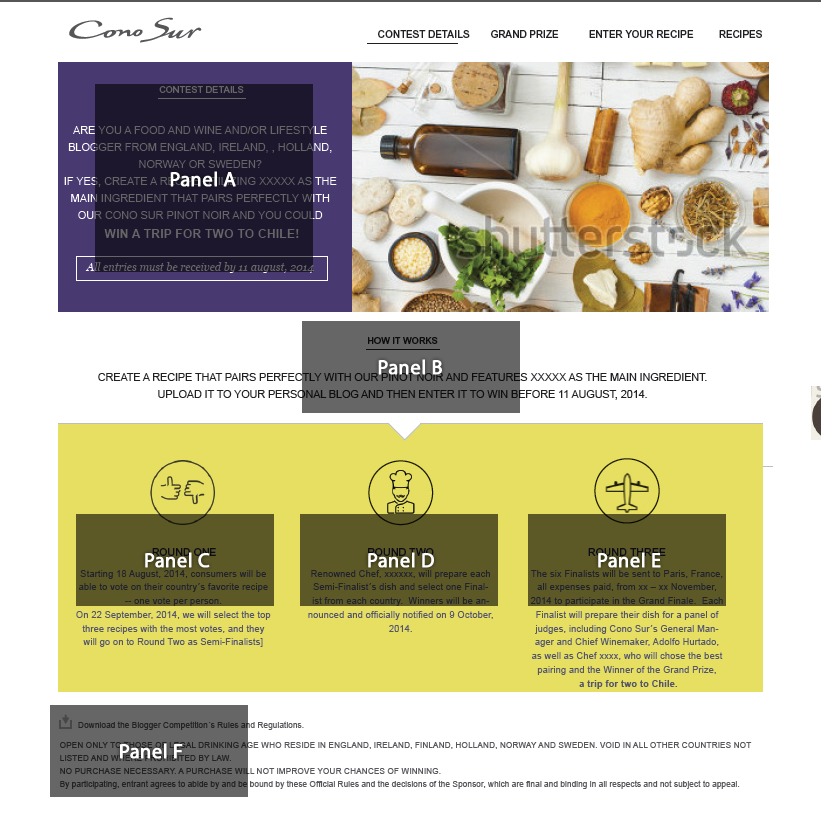 Cono Sur
CONTEST DETAILS GRAND PRIZE ENTER YOUR RECIPE RECIPES
CONTEST DETAILS
ARE YOU A FOOD AND WINE AND/OR LIFESTYLE
BLOGGER FROM ENGLAND, IRELAND, , HOLLAND,
NORWAY OR SWEDEN?
IF YES, CREATE A XXXXX AS THE
Panel A
MAIN INGREDIENT THAT PAIRS PERFECTLY WITH
OUR CONO SUR PINOT NOIR AND YOU COULD
WIN A TRIP FOR TWO TO CHILE!
All entries must be received by 11 august, 2014.
shutterstock
HOW IT WORKS
Panel B
CREATE A RECIPE THAT PAIRS PERFECTLY WITH OUR PINOT NOIR AND FEATURES XXXXX AS THE MAIN INGREDIENT.
UPLOAD IT TO YOUR PERSONAL BLOG AND THEN ENTER IT TO WIN BEFORE 11 AUGUST, 2014.
ROUND ONE
Panel C
Starting 18 August, 2014, consumers will be
able to vote on their country´s favorite recipe
– one vote per person.
On 22 September, 2014, we will select the top
three recipes with the most votes, and they
will go on to Round Two as Semi-Finalists]
ROUND TWO
Panel D
Renowned Chef, xxxxxx, will prepare each
Semi-Finalist´s dish and select one Final-
ist from each country. Winners will be an-
nounced and officially notified on 9 October,
2014.
ROUND THREE
Panel E
The six Finalists will be sent to Paris, France,
all expenses paid, from xx – xx November,
2014 to participate in the Grand Finale. Each
Finalist will prepare their dish for a panel of
judges, including Cono Sur´s General Man-
ager and Chief Winemaker, Adolfo Hurtado,
as well as Chef xxxx, who will chose the best
pairing and the Winner of the Grand Prize,
a trip for two to Chile.
Download the Blogger Competition´s Rules and Regulations.
Panel F
OPEN ONLY TO THOSE OF LEGAL DRINKING AGE WHO RESIDE IN ENGLAND, IRELAND, FINLAND, HOLLAND, NORWAY AND SWEDEN. VOID IN ALL OTHER COUNTRIES NOT
LISTED AND WHERE PROHIBITED BY LAW.
NO PURCHASE NECESSARY. A PURCHASE WILL NOT IMPROVE YOUR CHANCES OF WINNING.
By participating, entrant agrees to abide by and be bound by these Official Rules and the decisions of the Sponsor, which are final and binding in all respects and not subject to appeal.